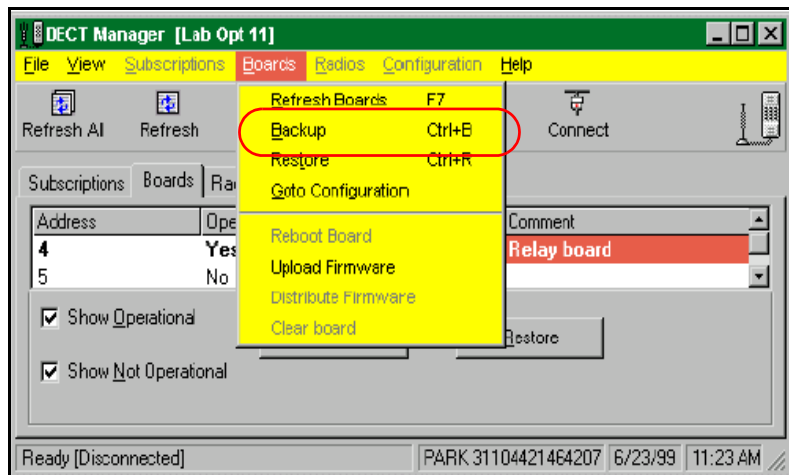 DECT Manager [Lab Opt 11]
File View Subscriptions Boards Radios Configuration Help
Refresh All Refresh Connect
Refresh Boards F7
Backup Ctrl+B
Restore Ctrl+R
Goto Configuration
Reboot Board
Upload Firmware
Distribute Firmware
Clear board
Subscriptions Boards Ra
Address Ope Comment
4 Yes Relay board
5 No
Show Operational
Restore
Show Not Operational
Ready [Disconnected] PARK 31104421464207 6/23/99 11:23 AM